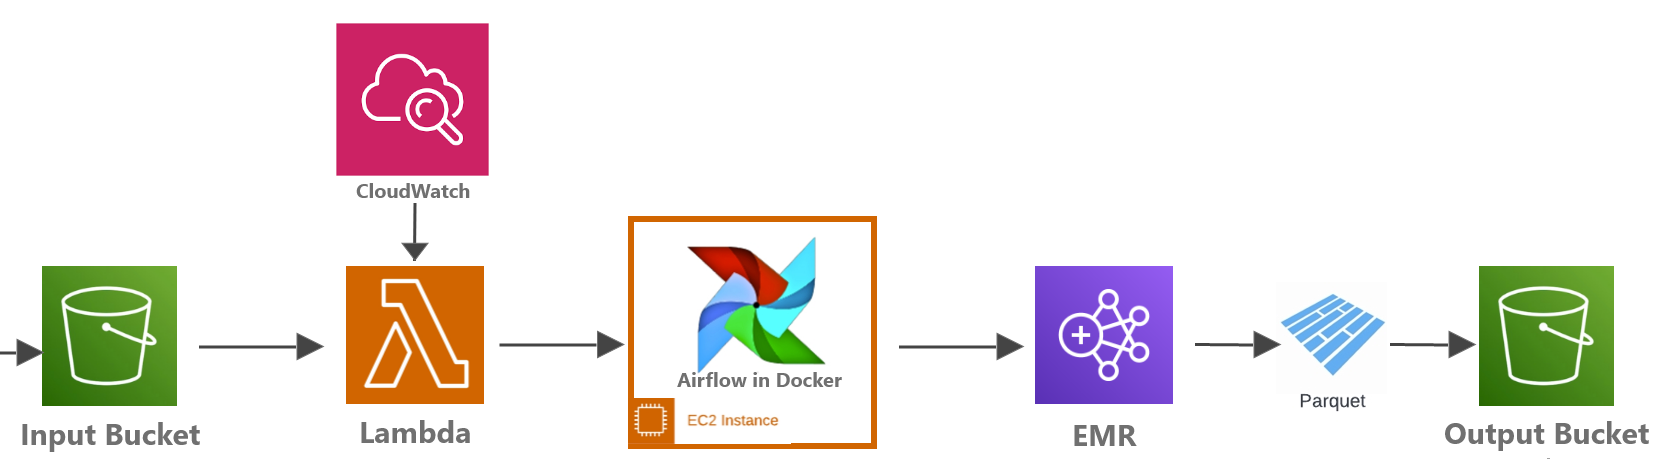 CloudWatch
Airflow in Docker
EC2 Instance
Parquet
Input Bucket
Lambda
EMR
Output Bucket